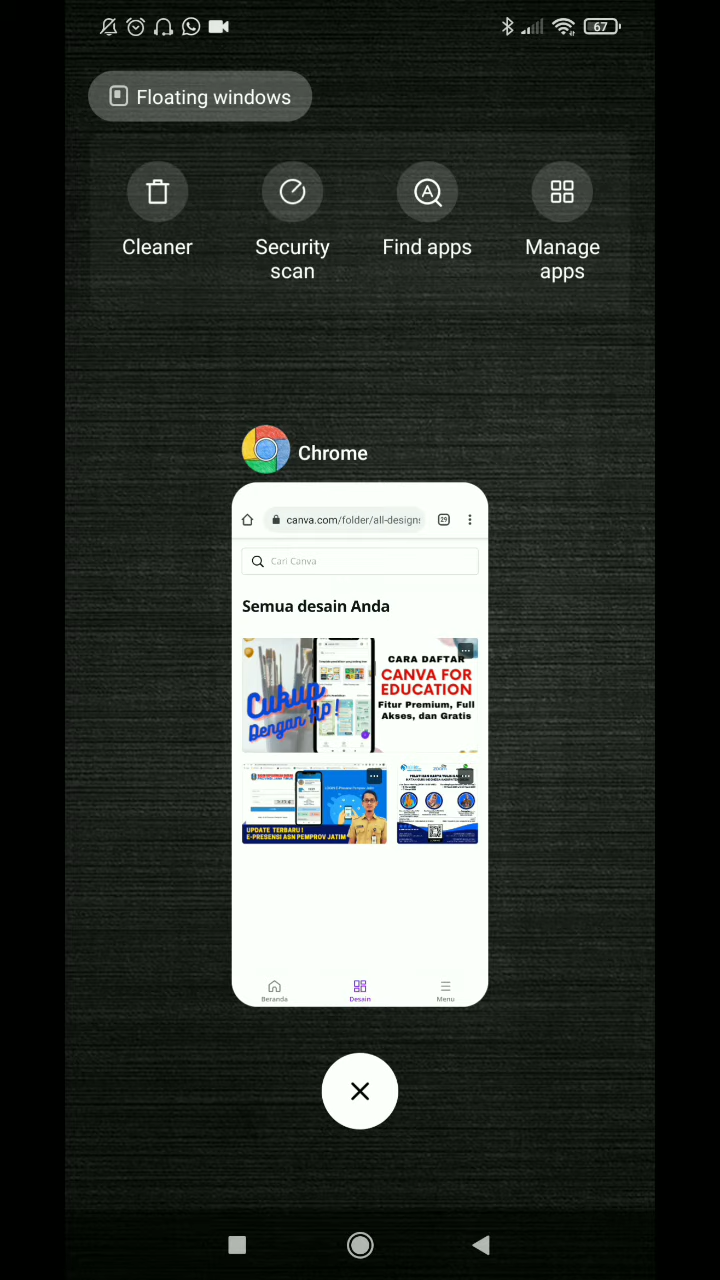 67
Floating windows
Cleaner
Security
scan
Find apps
Manage
apps
Chrome
canva.com/folder/all-designs
29
Cari Canva
Semua desain Anda
Cukup
Dengan HP !
CARA DAFTAR
CANVA FOR
EDUCATION
Fitur Premium, Full
Akses, dan Gratis
UPDATE TERBARU !
E-PRESENSI ASN PEMPROV JATIM
Beranda
Desain
Menu